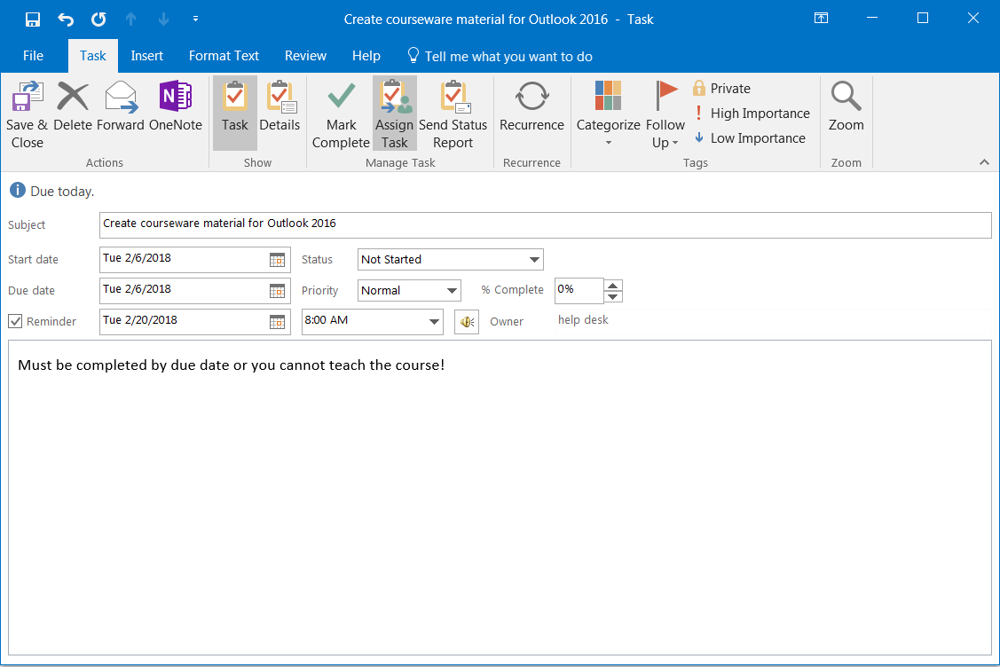 Create courseware material for Outlook 2016 - Task
File Task Insert Format Text Review Help Tell me what you want to do
Save & Close Delete Forward OneNote Task Details Mark Complete Assign Task Send Status Report Recurrence Categorize Follow Up Private High Importance Low Importance Zoom
Actions Show Manage Task Recurrence Tags Zoom
Due today.
Subject Create courseware material for Outlook 2016
Start date Tue 2/6/2018 Status Not Started
Due date Tue 2/6/2018 Priority Normal % Complete 0%
Reminder Tue 2/20/2018 8:00 AM Owner help desk
Must be completed by due date or you cannot teach the course!